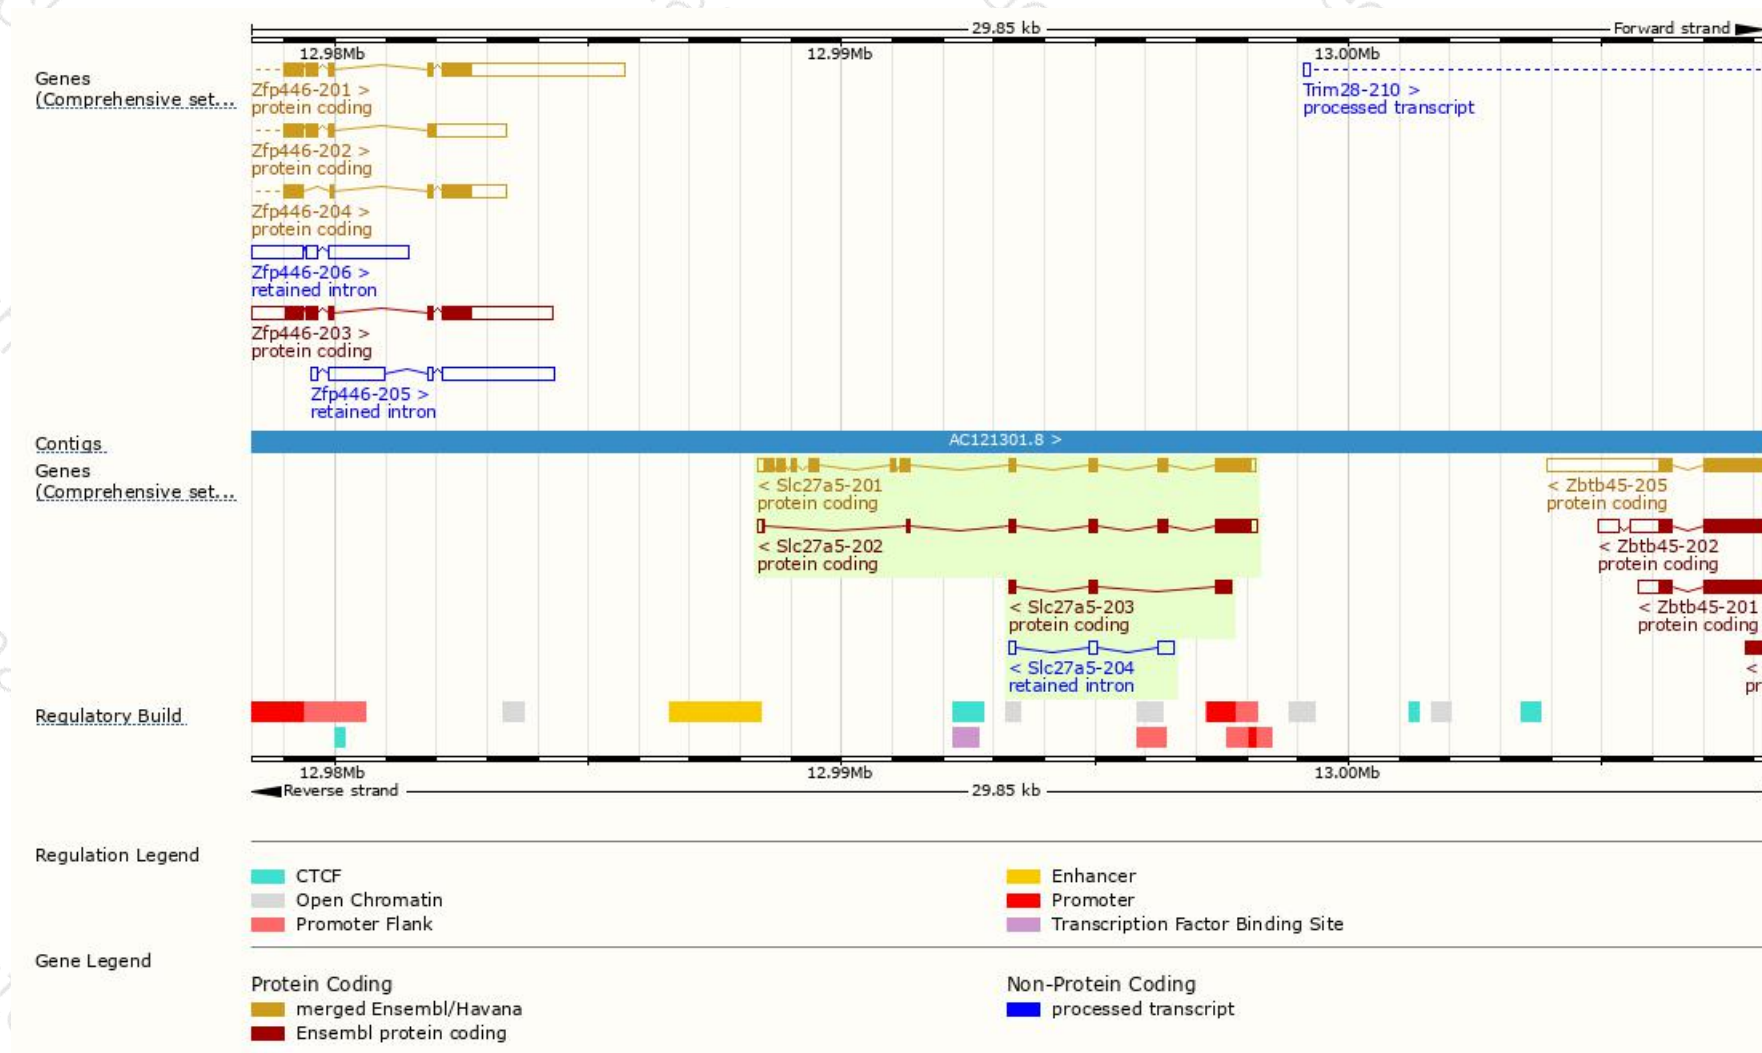 29.85 kb
Forward strand
12.98Mb 12.99Mb 13.00Mb
Genes
(Comprehensive set...
Zfp446-201 >
protein coding
Trim28-210 >
processed transcript
Zfp446-202 >
protein coding
Zfp446-204 >
protein coding
Zfp446-206 >
retained intron
Zfp446-203 >
protein coding
Zfp446-205 >
retained intron
Contigs
AC121301.8 >
Genes
(Comprehensive set...
< Slc27a5-201
protein coding
< Zbtb45-205
protein coding
< Slc27a5-202
protein coding
< Zbtb45-202
protein coding
< Slc27a5-203
protein coding
< Zbtb45-201
protein coding
< Slc27a5-204
retained intron
<
pr
Regulatory Build
12.98Mb 12.99Mb 13.00Mb
Reverse strand
29.85 kb
Regulation Legend
CTCF
Enhancer
Open Chromatin
Promoter
Promoter Flank
Transcription Factor Binding Site
Gene Legend
Protein Coding
Non-Protein Coding
merged Ensembl/Havana
processed transcript
Ensembl protein coding